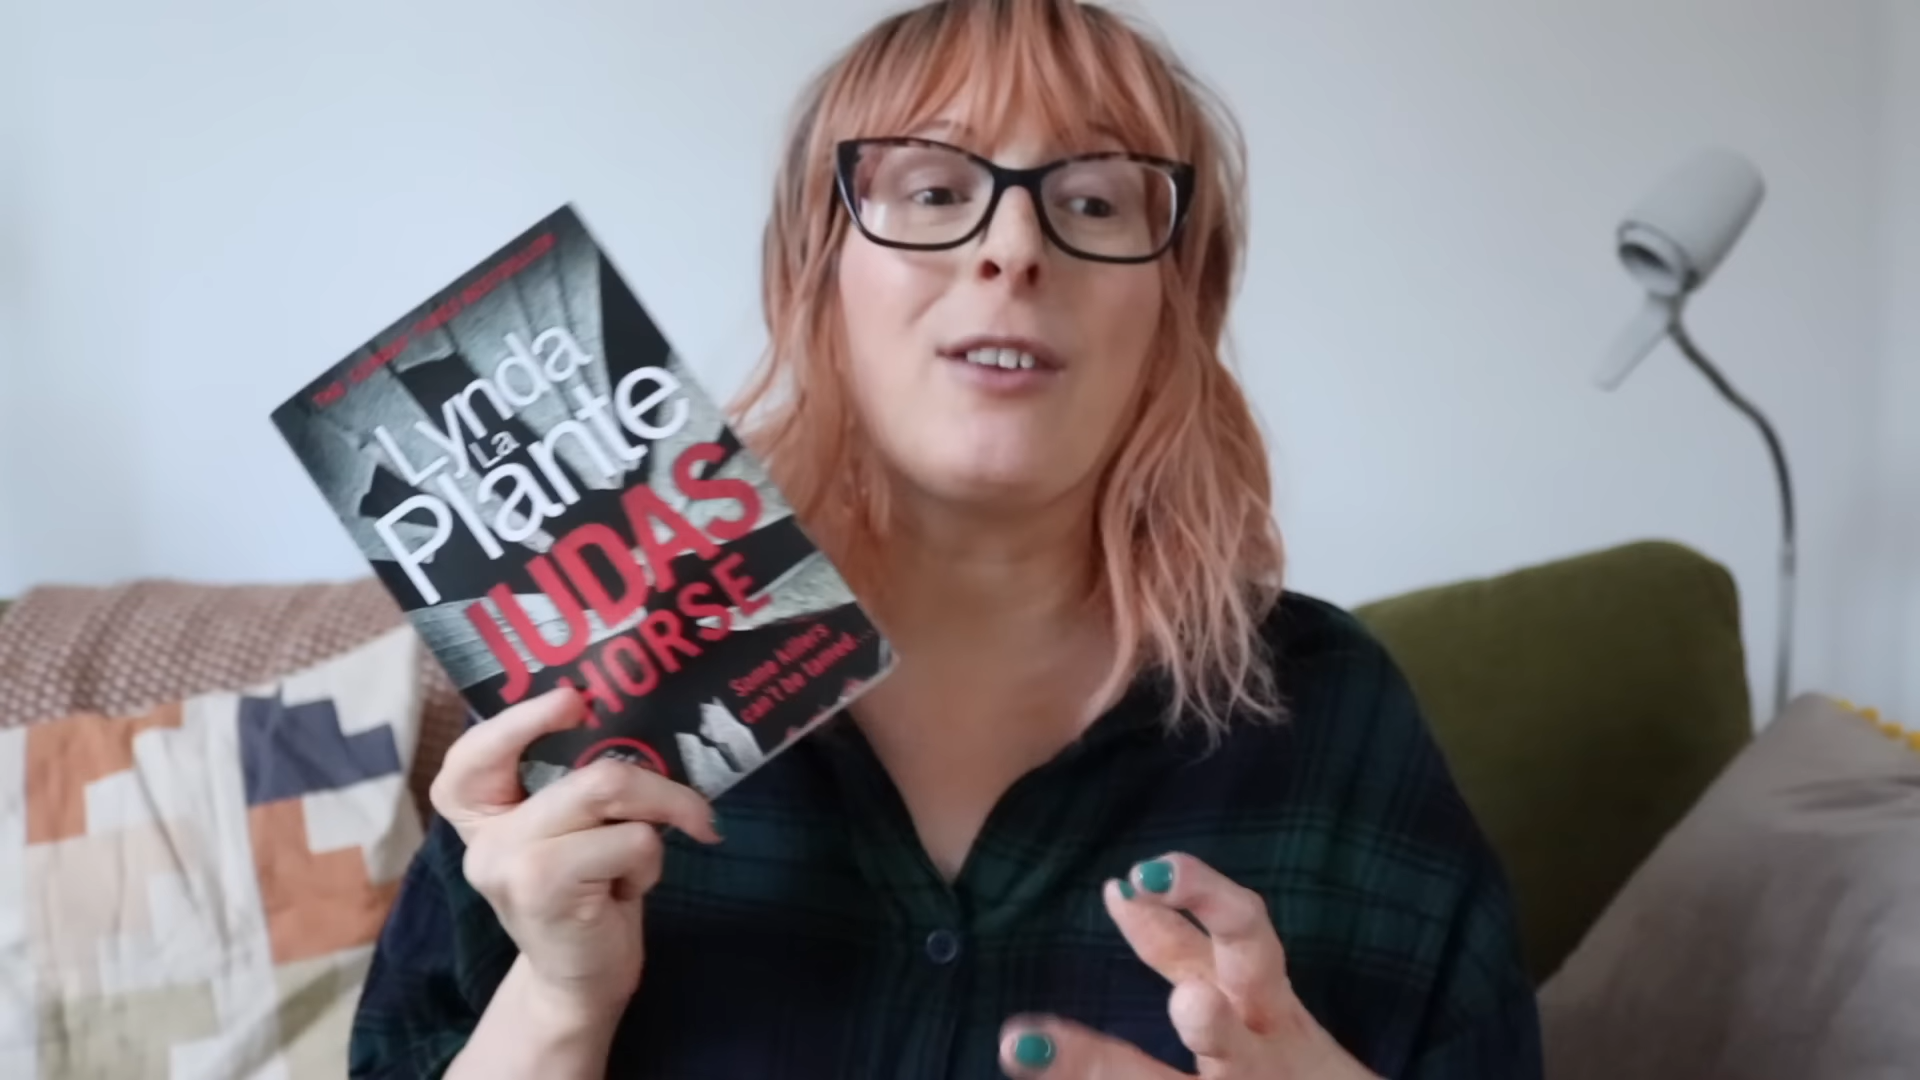 Lynda
La
Plante
JUDAS
HORSE
Some killers
can't be tamed...